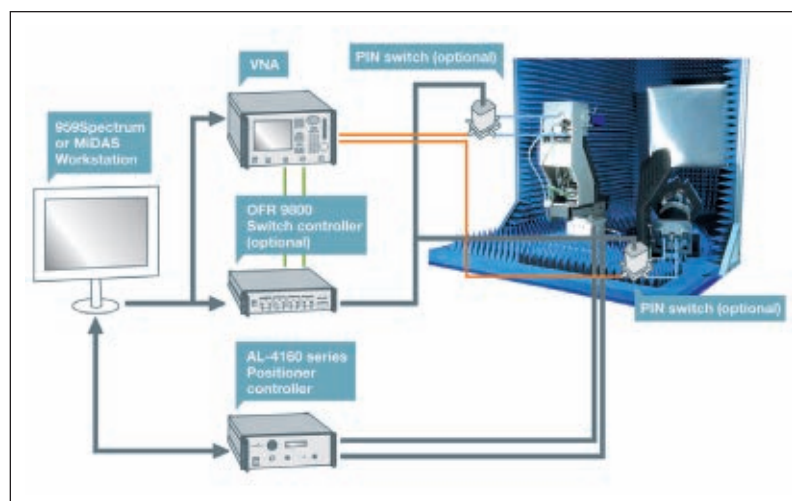 VNA
PIN switch (optional)
959Spectrum
or MiDAS
Workstation
OFR 9800
Switch controller
(optional)
PIN switch (optional)
AL-4160 series
Positioner
controller